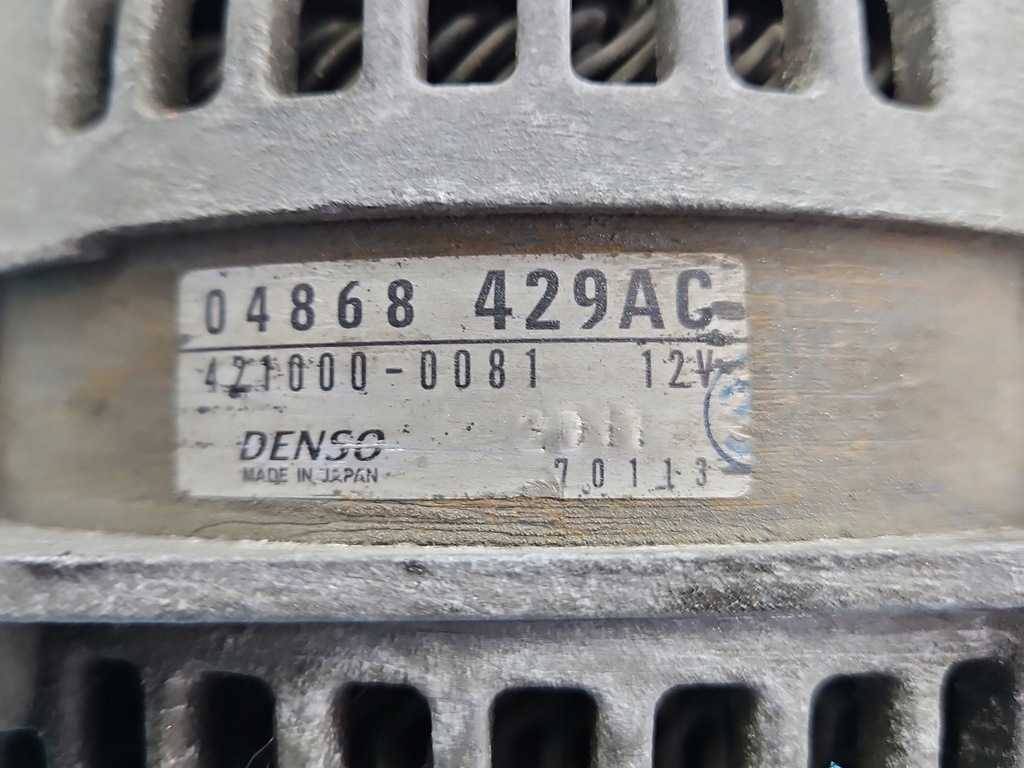 04868 429AC
421000-0081 12V
DENSO
MADE IN JAPAN
70113